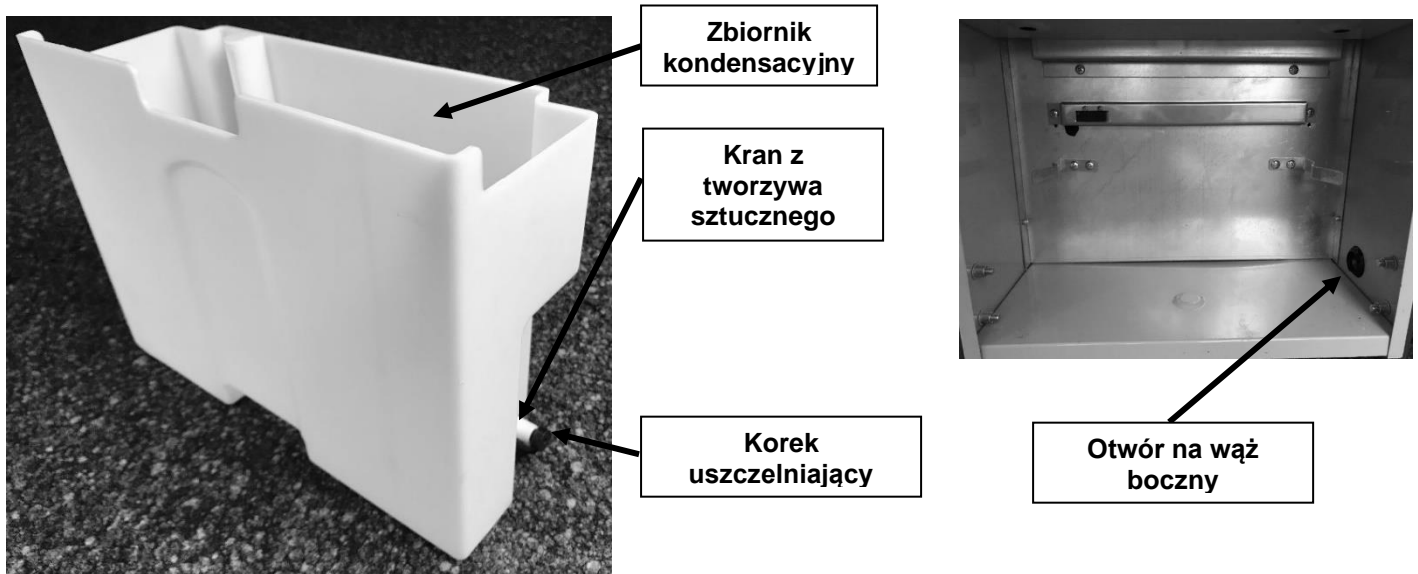 Zbiornik
kondensacyjny
Kran z
tworzywa
sztucznego
Korek
uszczelniający
Otwór na wąż
boczny